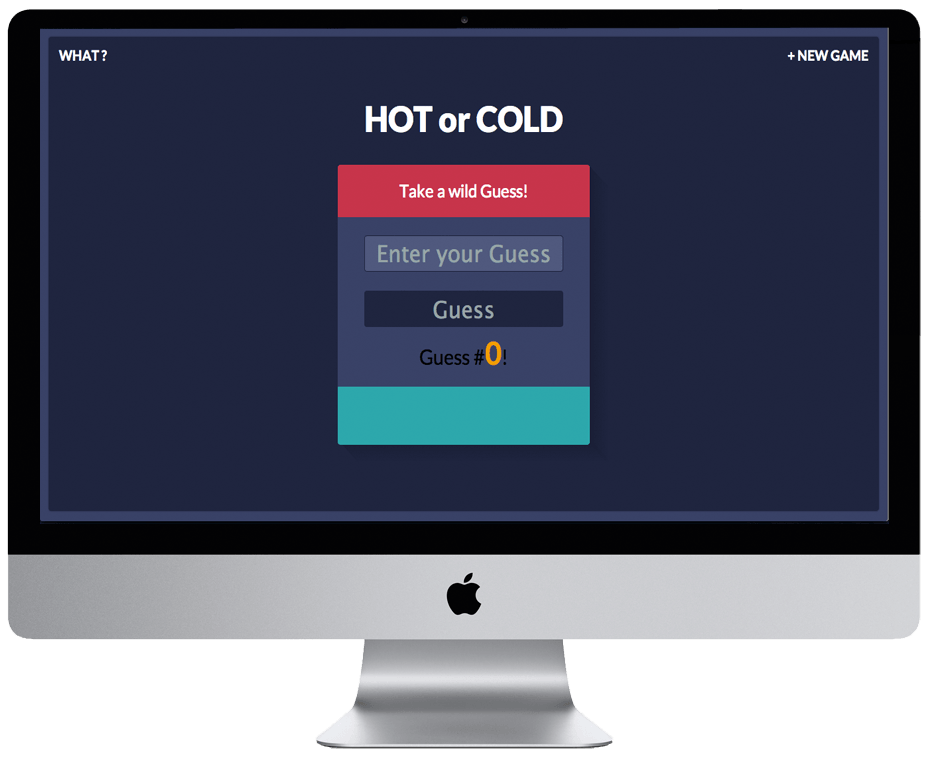 WHAT?
+ NEW GAME
HOT or COLD
Take a wild Guess!
Enter your Guess
Guess
Guess #0!